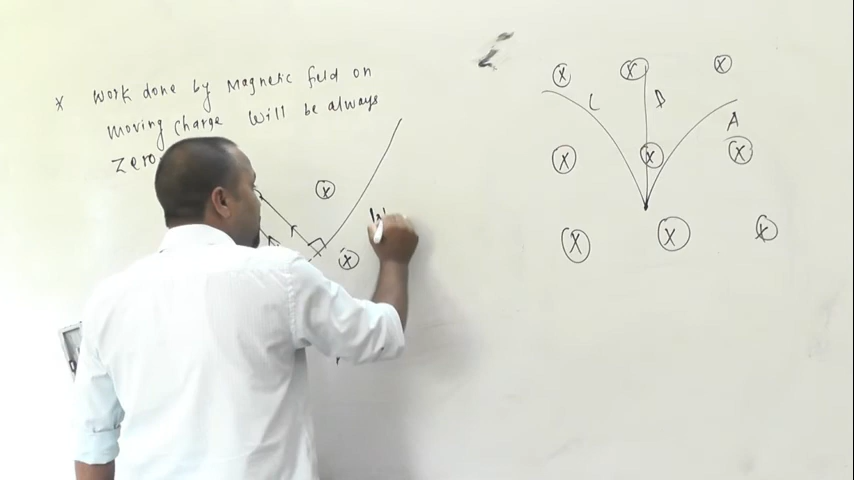 x work done by Magnetic field on
moving charge will be always
zero
x
x
w
x x x
C B A
x x x
x x x